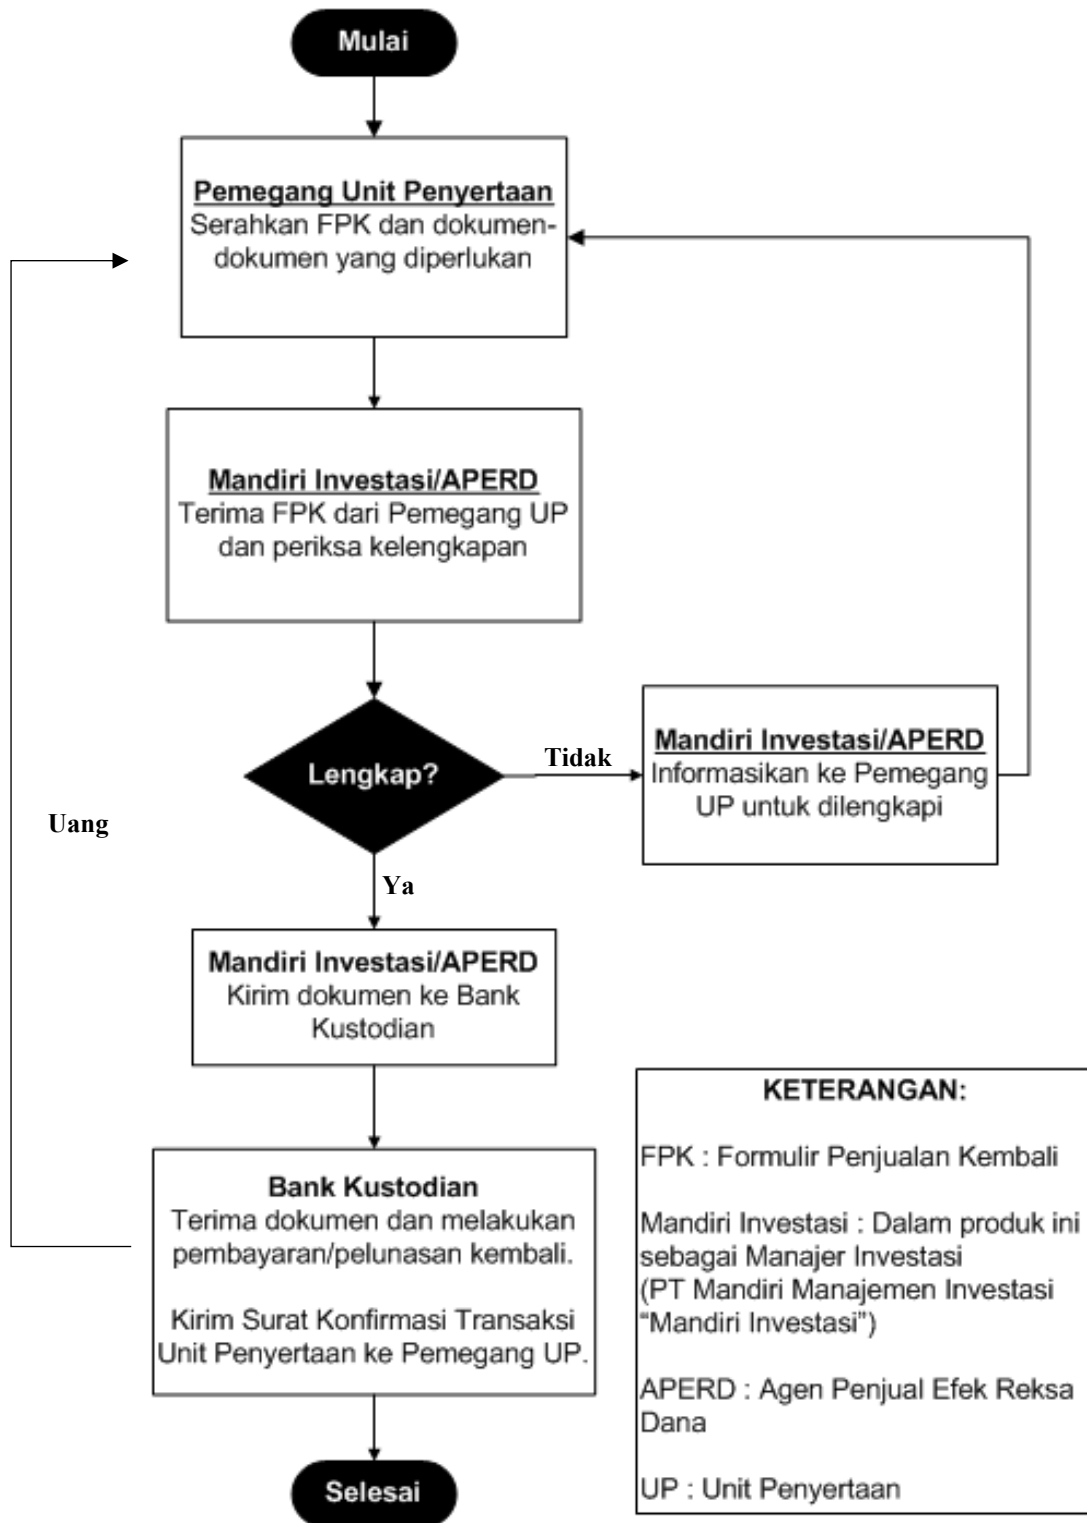 Mulai
Pemegang Unit Penyertaan
Serahkan FPK dan dokumen-
dokumen yang diperlukan
Mandiri Investasi/APERD
Terima FPK dari Pemegang UP
dan periksa kelengkapan
Lengkap?
Tidak
Mandiri Investasi/APERD
Informasikan ke Pemegang
UP untuk dilengkapi
Uang
Ya
Mandiri Investasi/APERD
Kirim dokumen ke Bank
Kustodian
Bank Kustodian
Terima dokumen dan melakukan
pembayaran/pelunasan kembali.
Kirim Surat Konfirmasi Transaksi
Unit Penyertaan ke Pemegang UP.
Selesai
KETERANGAN:
FPK : Formulir Penjualan Kembali
Mandiri Investasi : Dalam produk ini
sebagai Manajer Investasi
(PT Mandiri Manajemen Investasi
“Mandiri Investasi”)
APERD : Agen Penjual Efek Reksa
Dana
UP : Unit Penyertaan